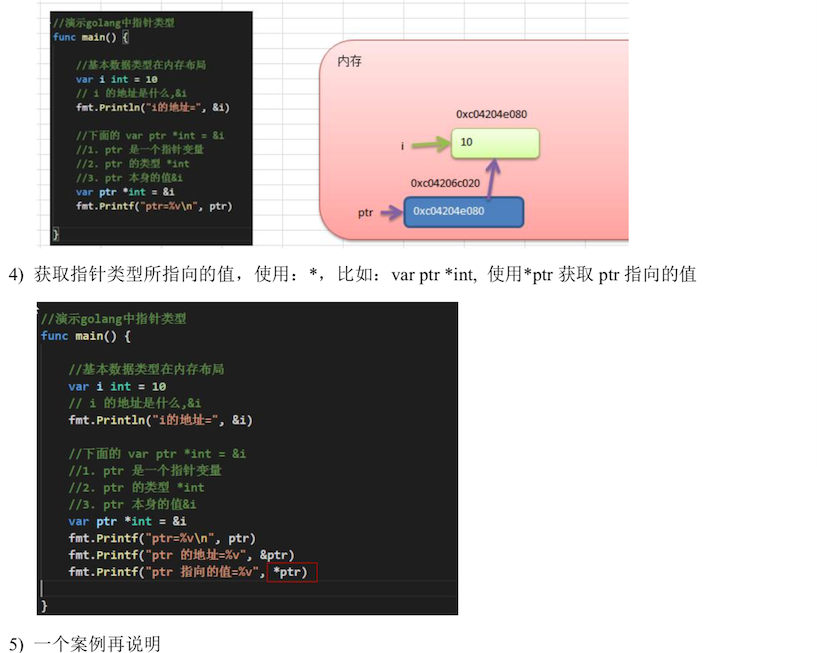 //演示golang中指针类型
func main() {
//基本数据类型在内存布局
var i int = 10
// i 的地址是什么,&i
fmt.Println("i的地址=", &i)
//下面的 var ptr *int = &i
//1. ptr 是一个指针变量
//2. ptr 的类型 *int
//3. ptr 本身的值&i
var ptr *int = &i
fmt.Printf("ptr=%v\n", ptr)
}
内存
0xc04204e080
i
10
0xc04206c020
ptr
0xc04204e080
4) 获取指针类型所指向的值，使用：*，比如：var ptr *int, 使用*ptr 获取 ptr 指向的值
//演示golang中指针类型
func main() {
//基本数据类型在内存布局
var i int = 10
// i 的地址是什么,&i
fmt.Println("i的地址=", &i)
//下面的 var ptr *int = &i
//1. ptr 是一个指针变量
//2. ptr 的类型 *int
//3. ptr 本身的值&i
var ptr *int = &i
fmt.Printf("ptr=%v\n", ptr)
fmt.Printf("ptr 的地址=%v", &ptr)
fmt.Printf("ptr 指向的值=%v", *ptr)
}
5) 一个案例再说明